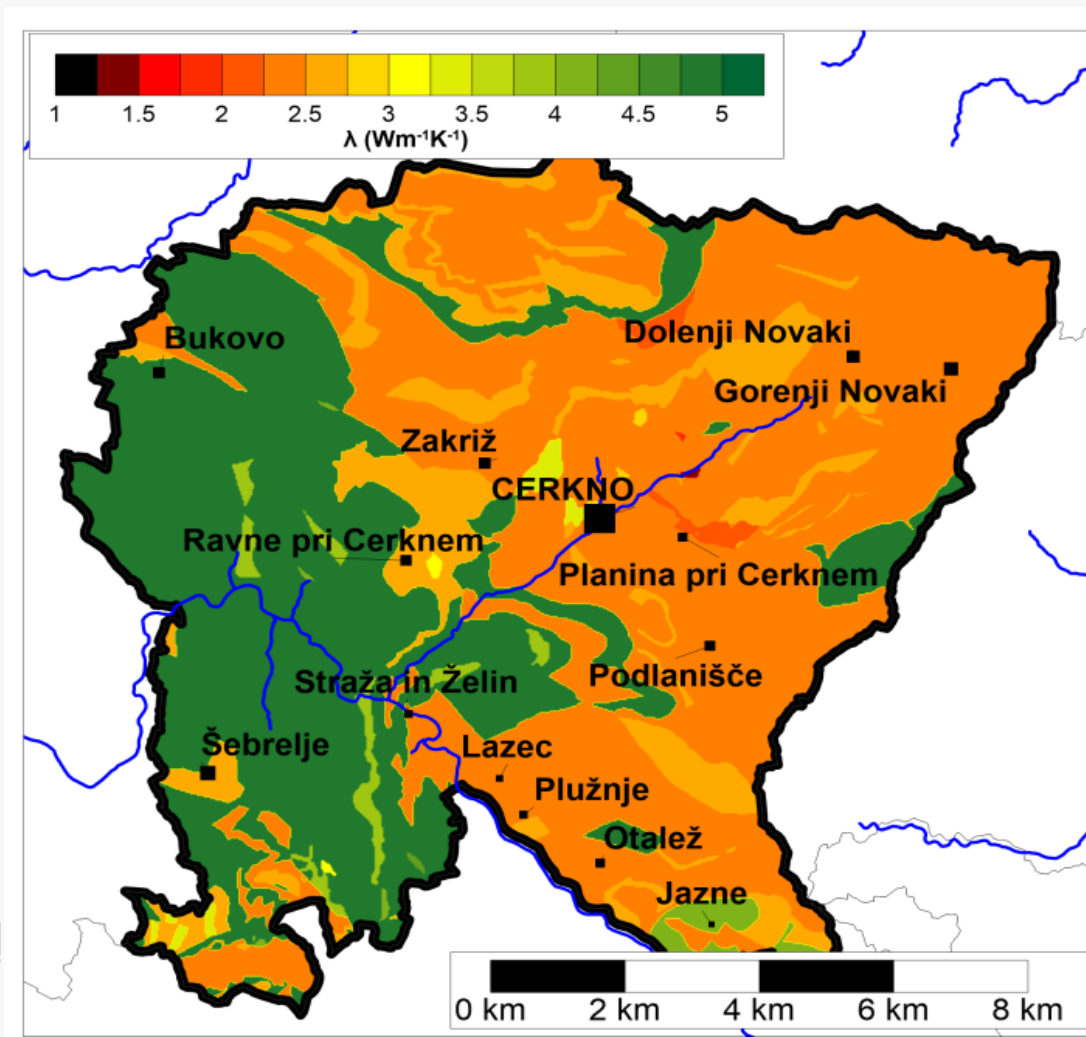 1 1.5 2 2.5 3 3.5 4 4.5 5
λ (Wm⁻¹K⁻¹)
Dolenji Novaki
Bukovo
Gorenji Novaki
Zakriž
CERKNO
Ravne pri Cerknem
Planina pri Cerknem
Podlanišče
Straža in Želin
Šebrelje
Lazec
Plužnje
Otalež
Jazne
0 km 2 km 4 km 6 km 8 km